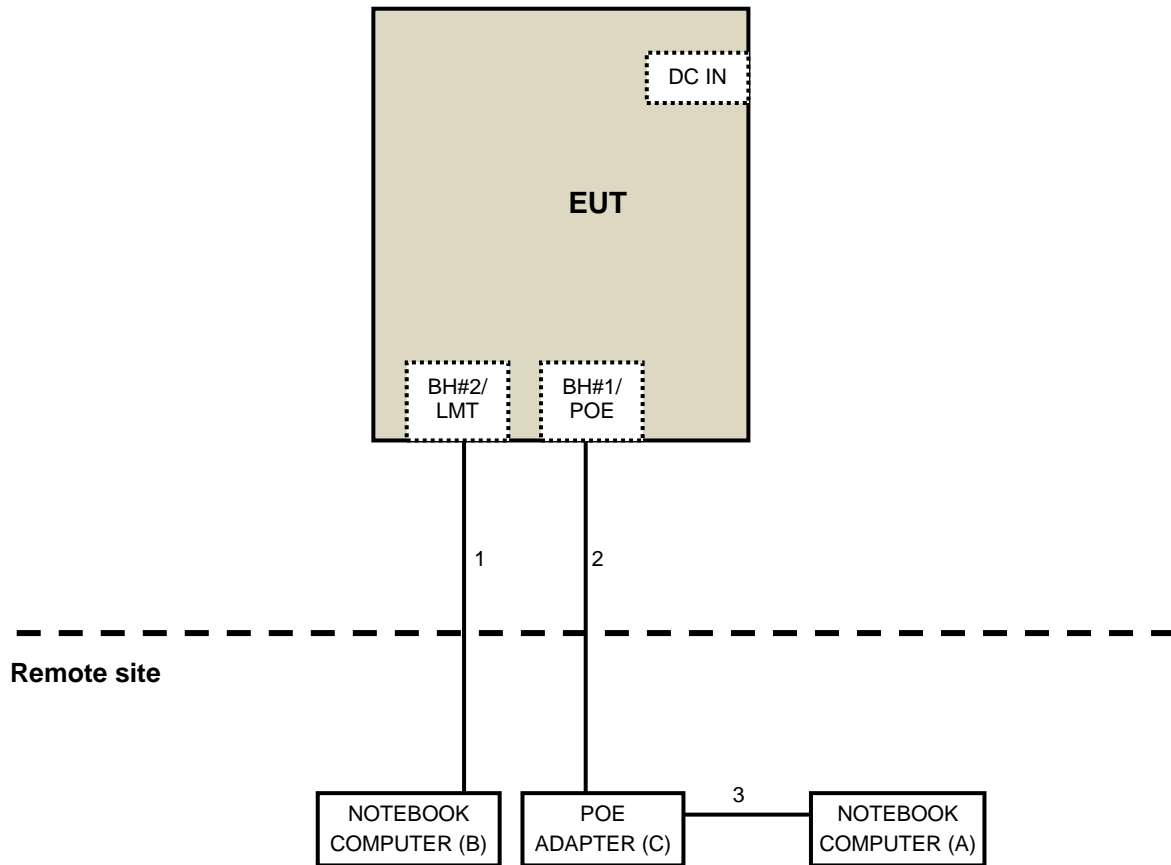 DC IN
EUT
BH#2/
LMT
BH#1/
POE
1
2
Remote site
3
NOTEBOOK
COMPUTER (B)
POE
ADAPTER (C)
NOTEBOOK
COMPUTER (A)